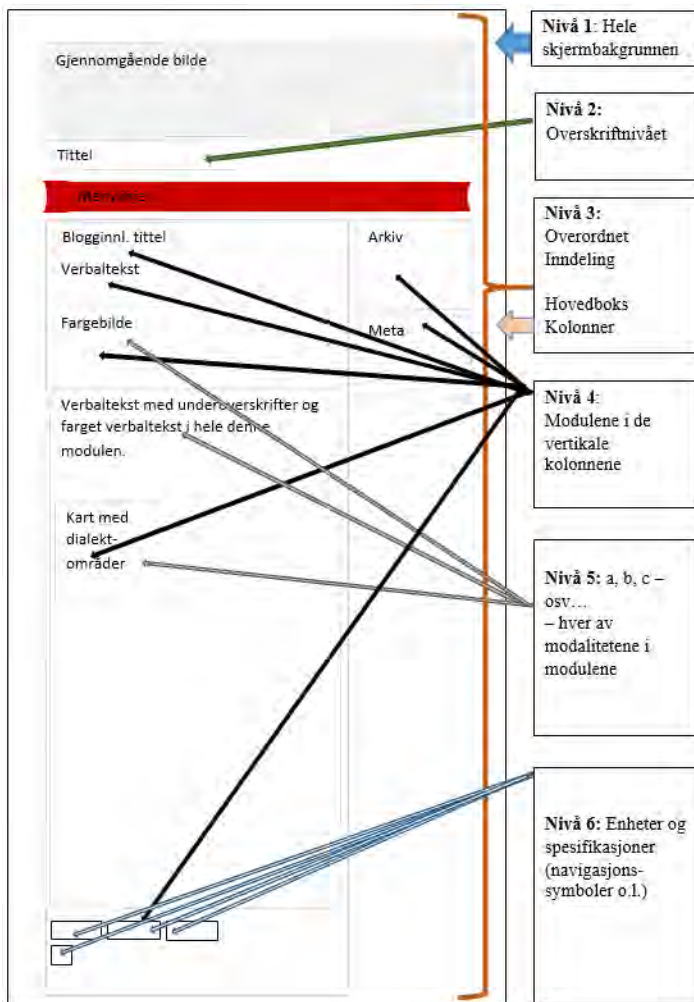 Gjennomgående bilde
Tittel
Menylinje
Blogginnl. tittel
Verbaltekst
Fargebilde
Arkiv
Meta
Verbaltekst med underoverskrifter og
farget verbaltekst i hele denne
modulen.
Kart med
dialekt-
områder
Nivå 1: Hele
skjermbakgrunnen
Nivå 2:
Overskriftnivået
Nivå 3:
Overordnet
Inndeling
Hovedboks
Kolonner
Nivå 4:
Modulene i de
vertikale
kolonnene
Nivå 5: a, b, c –
osv…
– hver av
modalitetene i
modulene
Nivå 6: Enheter og
spesifikasjoner
(navigasjons-
symboler o.l.)